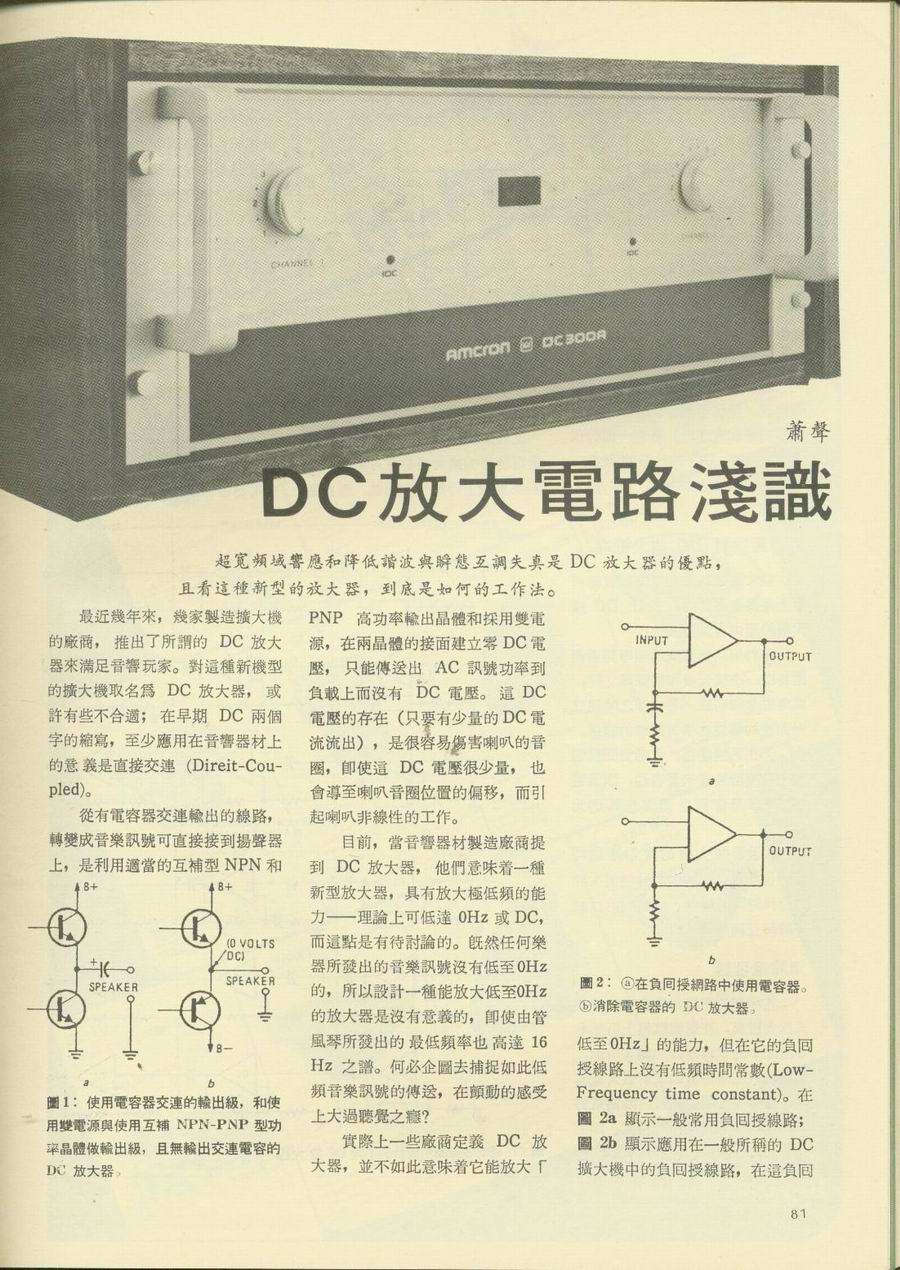 CHANNEL 1
IOC
IOC
amcron DC300A
蕭聲
DC放大電路淺識
超寬頻域響應和降低諧波與瞬態互調失真是 DC 放大器的優點，
且看這種新型的放大器，到底是如何的工作法。
最近幾年來，幾家製造擴大機
的廠商， 推出了所謂的 DC 放大
器來滿足音響玩家。對這種新機型
的擴大機取名爲 DC 放大器， 或
許有些不合適； 在早期 DC 兩個
字的縮寫，至少應用在音響器材上
的意義是直接交連 (Direit-Cou-
pled)。
從有電容器交連輸出的線路，
轉變成音樂訊號可直接接到揚聲器
上，是利用適當的互補型 NPN 和
B+
B+
(0 VOLTS
DC)
+
SPEAKER
SPEAKER
B−
a
b
圖1： 使用電容器交連的輸出級，和使
用雙電源與使用互補 NPN-PNP 型功
率晶體做輸出級，且無輸出交連電容的
DC 放大器。
PNP 高功率輸出晶體和採用雙電
源，在兩晶體的接面建立零 DC 電
壓， 只能傳送出 AC 訊號功率到
負載上而沒有 DC 電壓。 這 DC
電壓的存在（只要有少量的 DC 電
流流出），是很容易傷害喇叭的音
圈，卽使這 DC 電壓很少量， 也
會導至喇叭音圈位置的偏移，而引
起喇叭非線性的工作。
目前，當音響器材製造廠商提
到 DC 放大器， 他們意味着一種
新型放大器，具有放大極低頻的能
力——理論上可低達 0Hz 或 DC，
而這點是有待討論的。旣然任何樂
器所發出的音樂訊號沒有低至0Hz
的，所以設計一種能放大低至0Hz
的放大器是沒有意義的，卽使由管
風琴所發出的最低頻率也高達 16
Hz 之譜。何必企圖去捕捉如此低
頻音樂訊號的傳送，在顫動的感受
上大過聽覺之癮?
實際上一些廠商定義 DC 放
大器，並不如此意味着它能放大「
INPUT
OUTPUT
a
OUTPUT
b
圖2： ⓐ在負回授網路中使用電容器。
ⓑ消除電容器的 DC 放大器。
低至0Hz」的能力，但在它的負回
授線路上沒有低頻時間常數(Low-
Frequency time constant)。在
圖 2a 顯示一般常用負回授線路；
圖 2b 顯示應用在一般所稱的 DC
擴大機中的負回授線路，在這負回
81